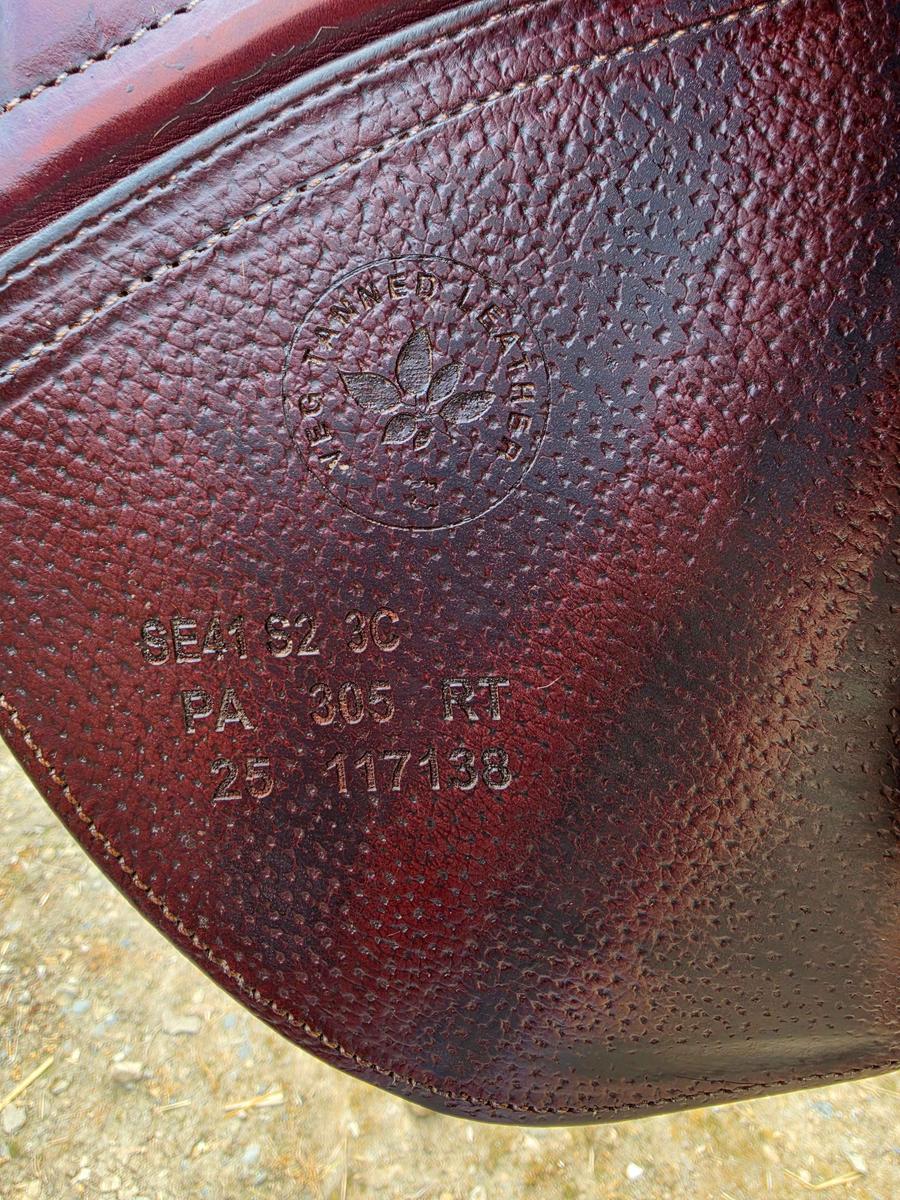 VEG TANNED LEATHER
SE41 S2 3C
PA 305 RT
25 117138